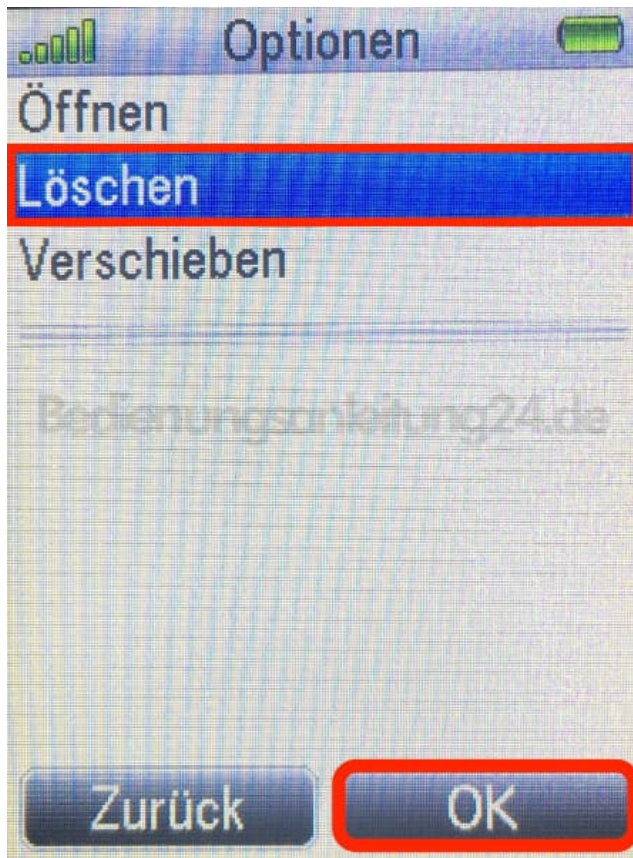 Optionen
Öffnen
Löschen
Verschieben
Bedienungsanleitung24.de
Zurück OK